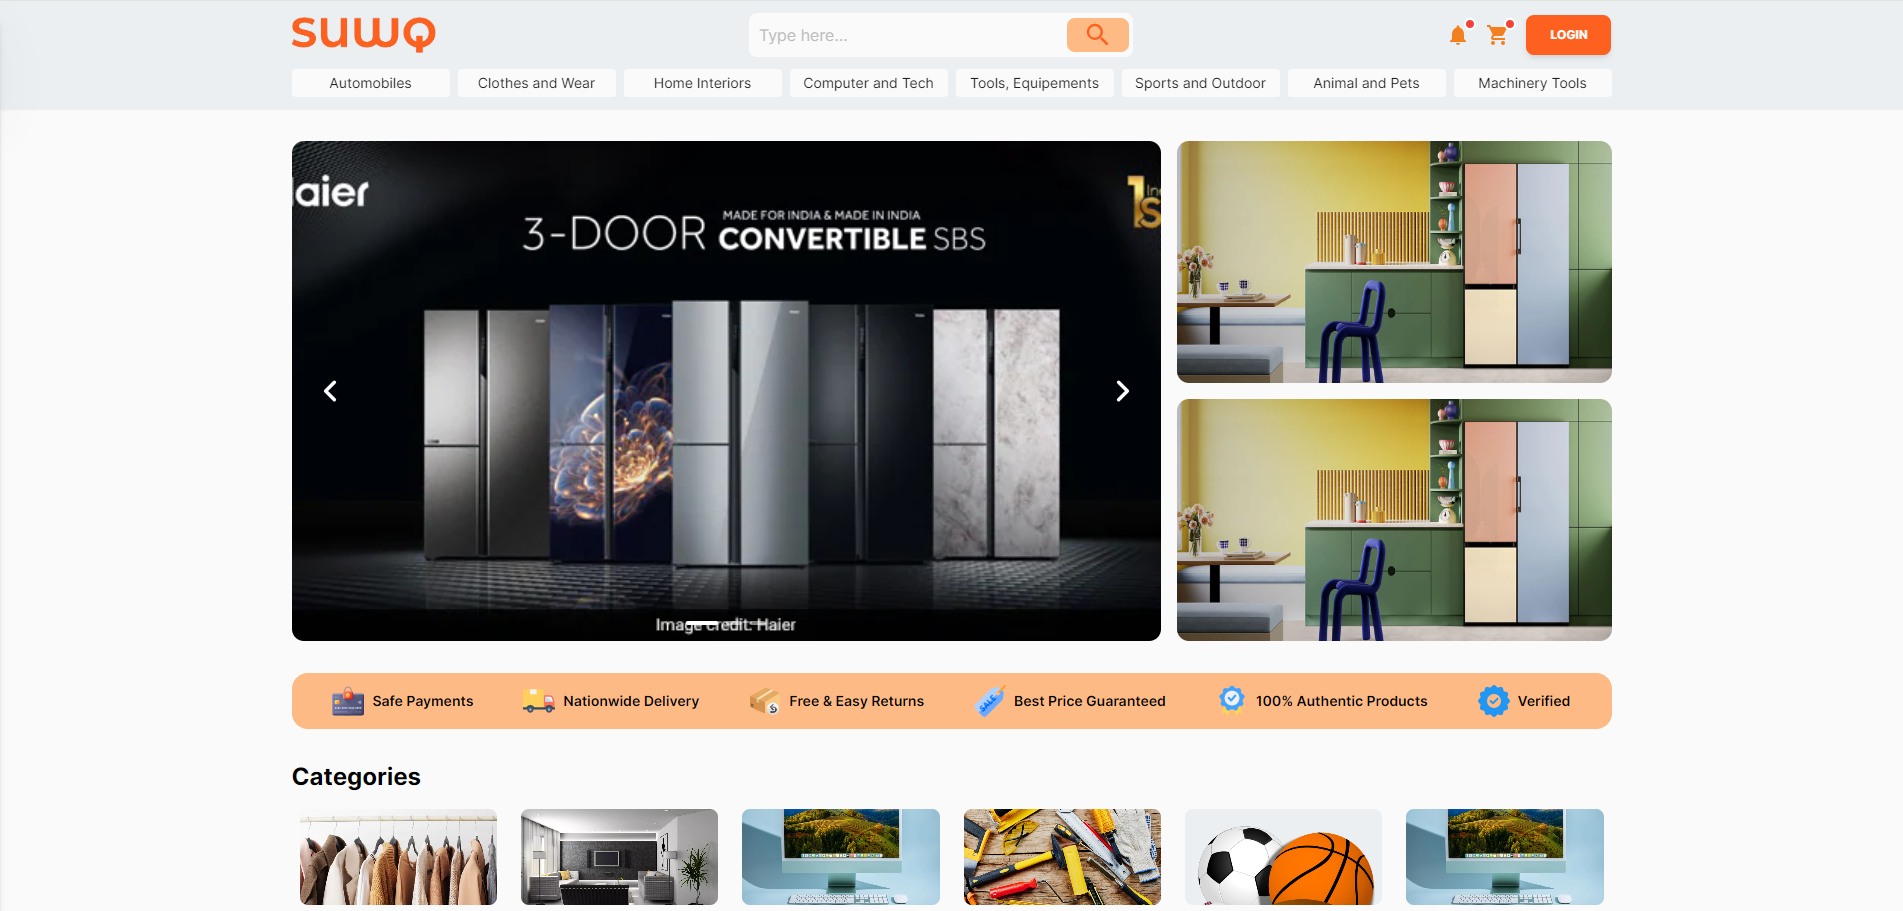 SUWQ
Type here...
LOGIN
Automobiles
Clothes and Wear
Home Interiors
Computer and Tech
Tools, Equipements
Sports and Outdoor
Animal and Pets
Machinery Tools
aier
3-DOOR MADE FOR INDIA & MADE IN INDIA
CONVERTIBLE SBS
Image credit: Haier
Safe Payments
Nationwide Delivery
SALE
Free & Easy Returns
Best Price Guaranteed
100% Authentic Products
Verified
Categories